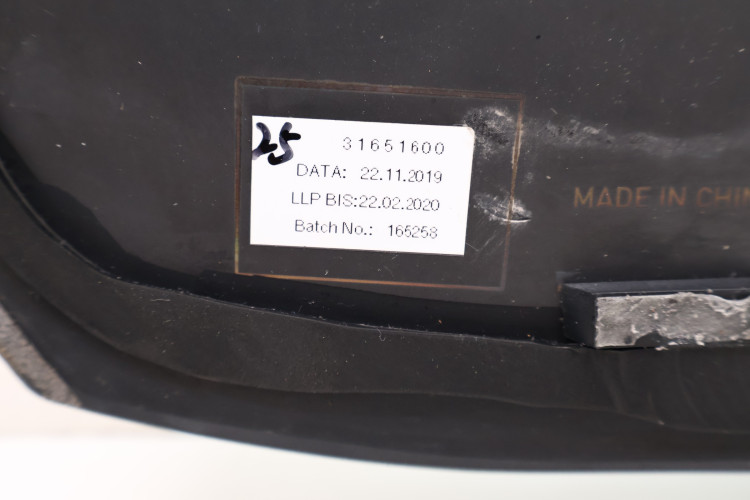 25
31651600
DATA: 22.11.2019
LLP BIS:22.02.2020
Batch No.: 165258
MADE IN CHIN